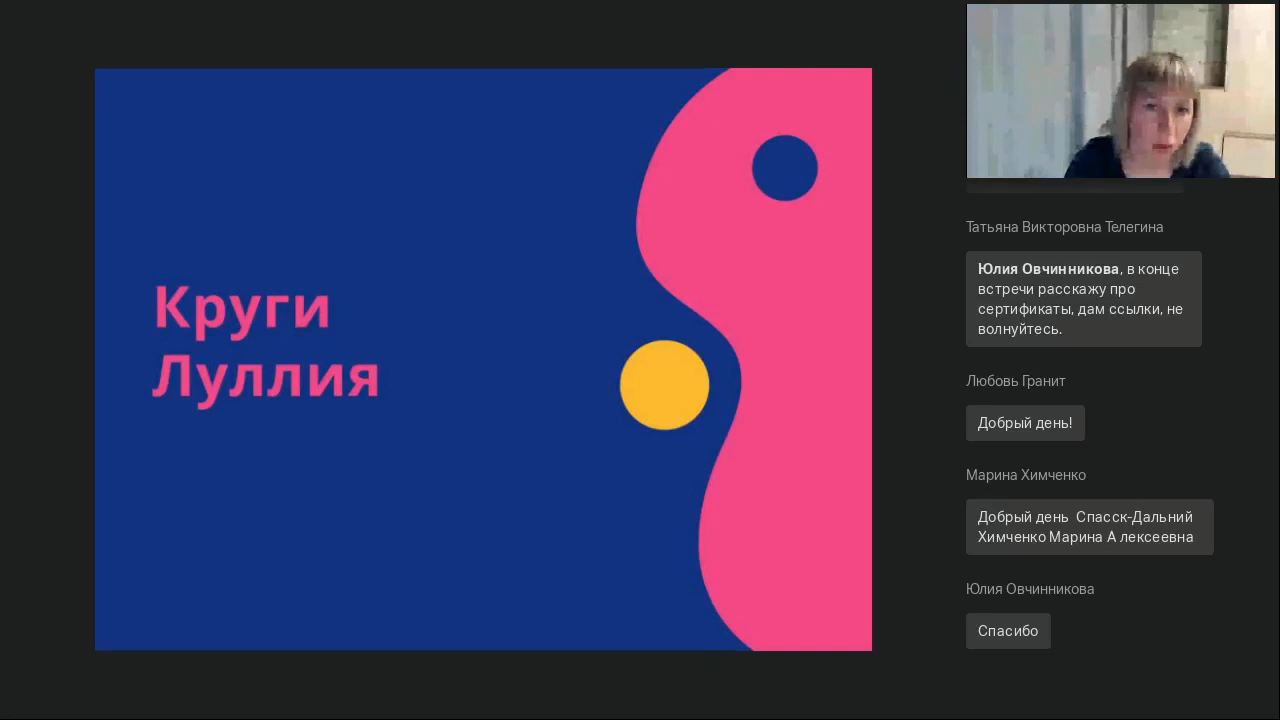 Круги
Луллия
Татьяна Викторовна Телегина
Юлия Овчинникова, в конце
встречи расскажу про
сертификаты, дам ссылки, не
волнуйтесь.
Любовь Гранит
Добрый день!
Марина Химченко
Добрый день  Спасск-Дальний
Химченко Марина А лексеевна
Юлия Овчинникова
Спасибо